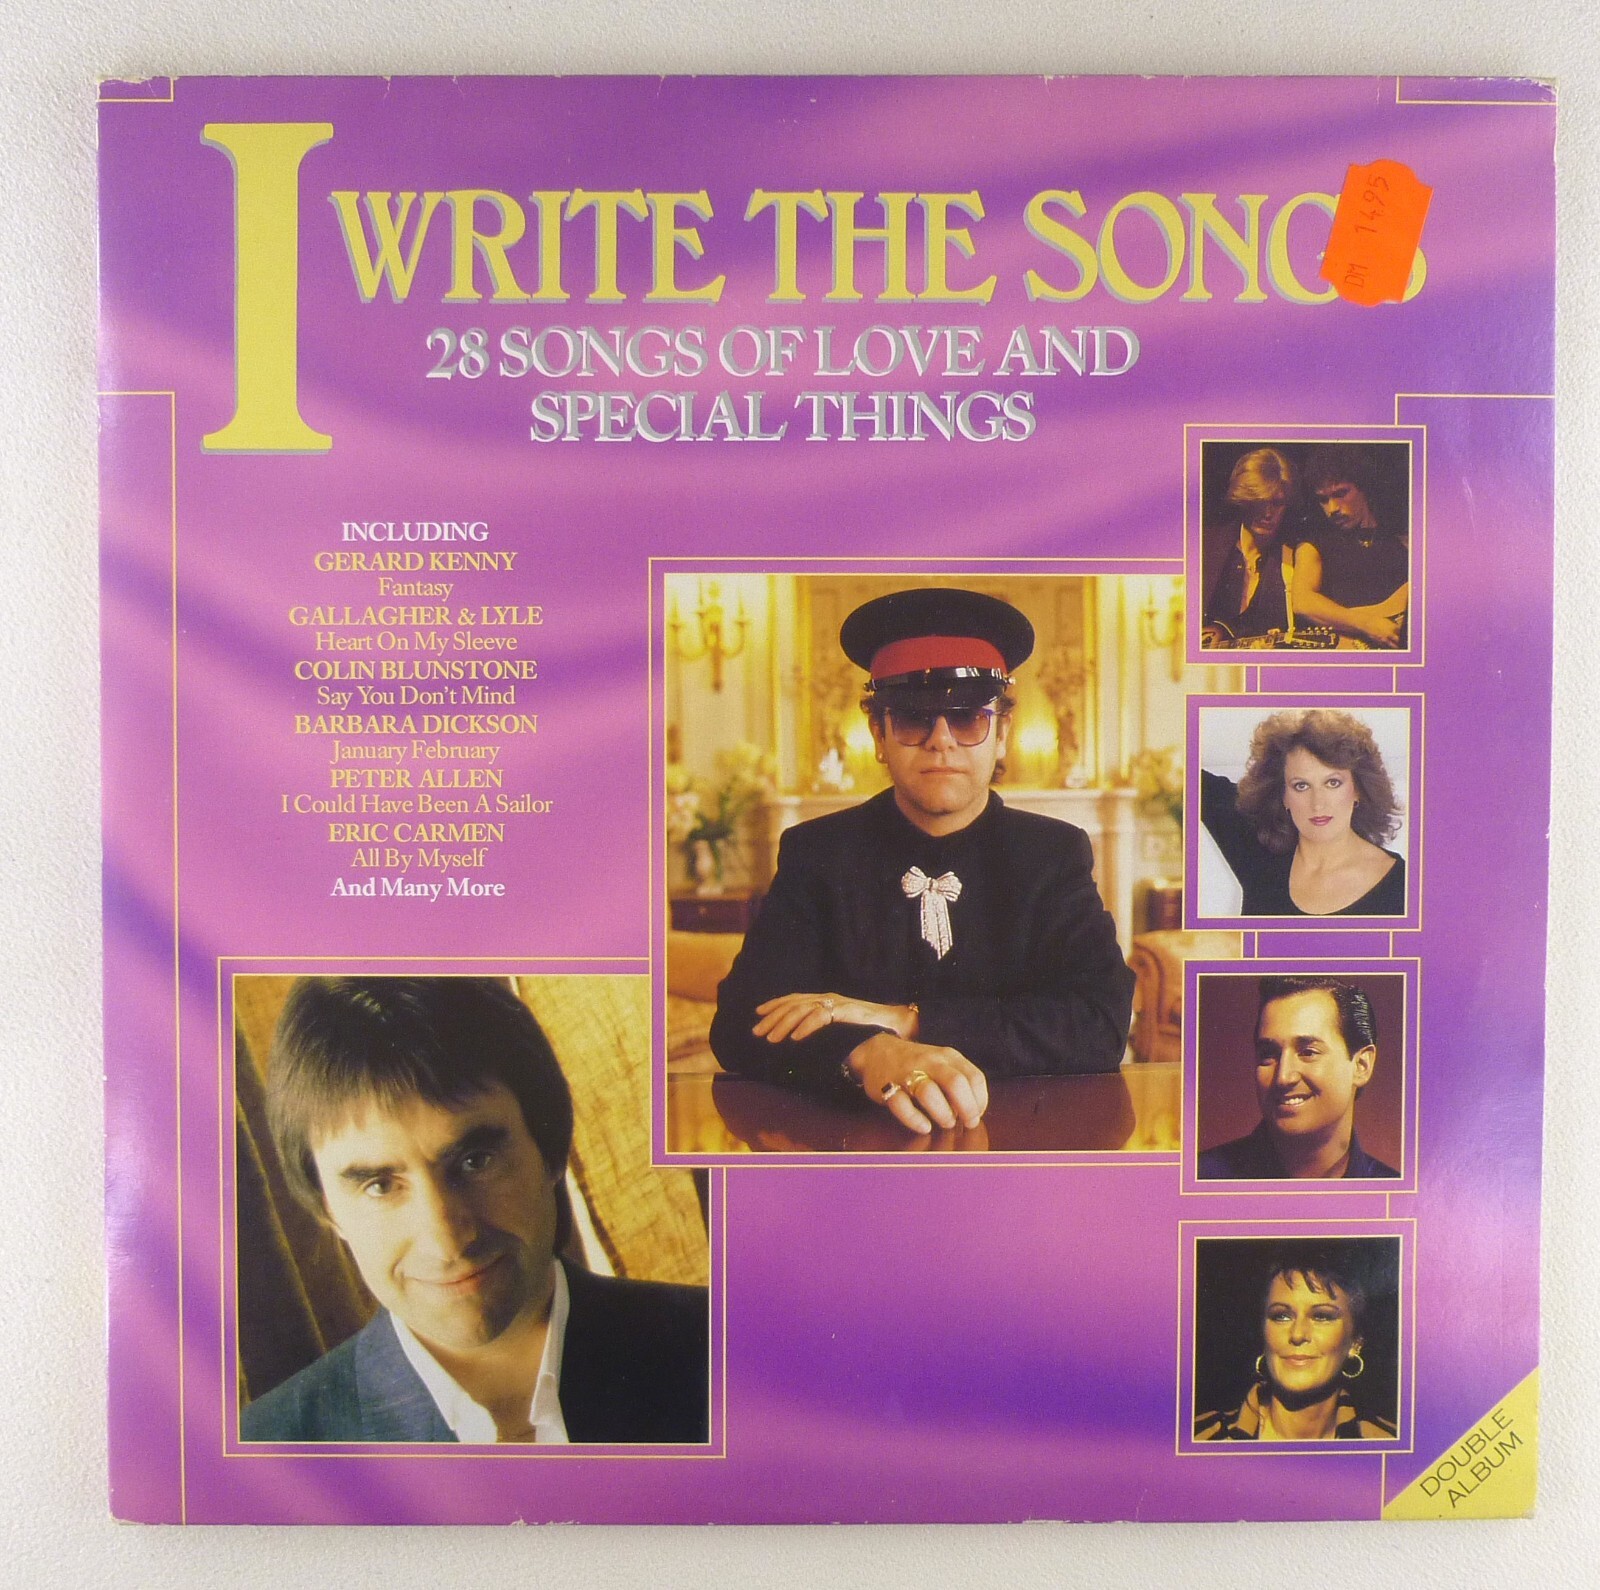 I WRITE THE SONGS
28 SONGS OF LOVE AND
SPECIAL THINGS
DM 14.95
INCLUDING
GERARD KENNY
Fantasy
GALLAGHER & LYLE
Heart On My Sleeve
COLIN BLUNSTONE
Say You Don't Mind
BARBARA DICKSON
January February
PETER ALLEN
I Could Have Been A Sailor
ERIC CARMEN
All By Myself
And Many More
DOUBLE
ALBUM